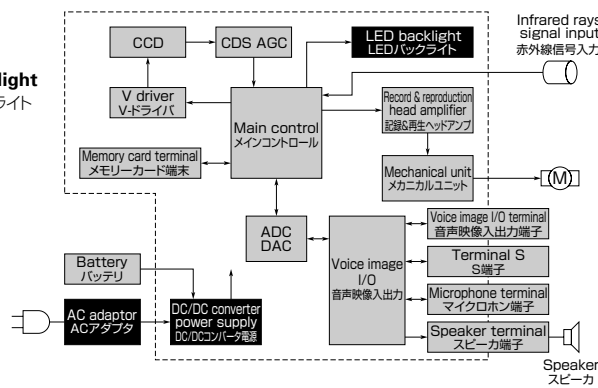 CCD
CDS AGC
LED backlight
LEDバックライト
Infrared rays
signal input
赤外線信号入力
light
ライト
V driver
V-ドライバ
Main control
メインコントロール
Record & reproduction
head amplifier
記録&再生ヘッドアンプ
Memory card terminal
メモリーカード端末
Mechanical unit
メカニカルユニット
M
ADC
DAC
Voice image
I/O
音声映像入出力
Voice image I/O terminal
音声映像入出力端子
Terminal S
S端子
Microphone terminal
マイクロホン端子
Speaker terminal
スピーカ端子
Speaker
スピーカ
Battery
バッテリ
AC adaptor
ACアダプタ
DC/DC converter
power supply
DC/DCコンバータ電源